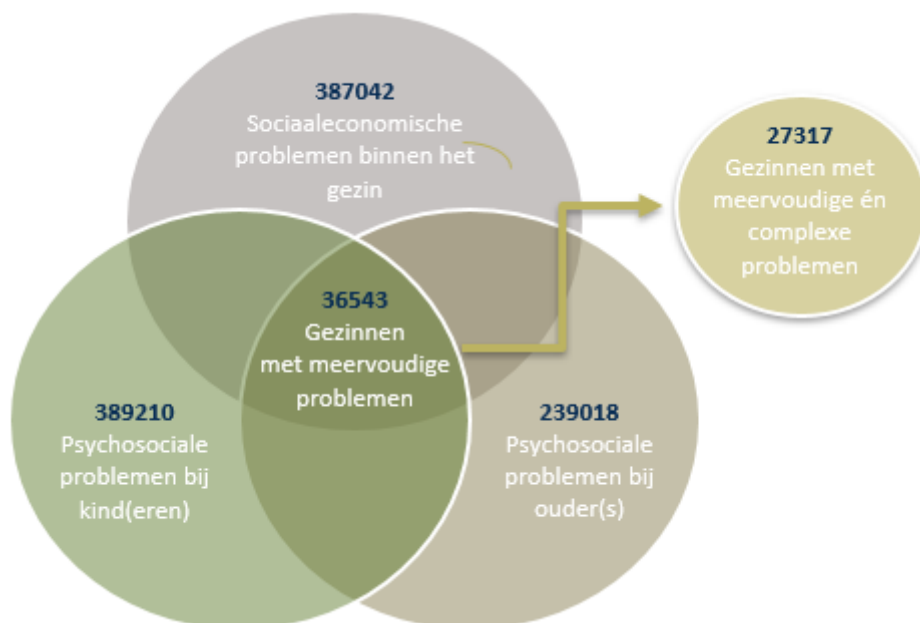 387042
Sociaaleconomische
problemen binnen het
gezin
27317
Gezinnen met
meervoudige én
complexe
problemen
36543
Gezinnen
met meervoudige
problemen
389210
Psychosociale
problemen bij
kind(eren)
239018
Psychosociale
problemen bij
ouder(s)